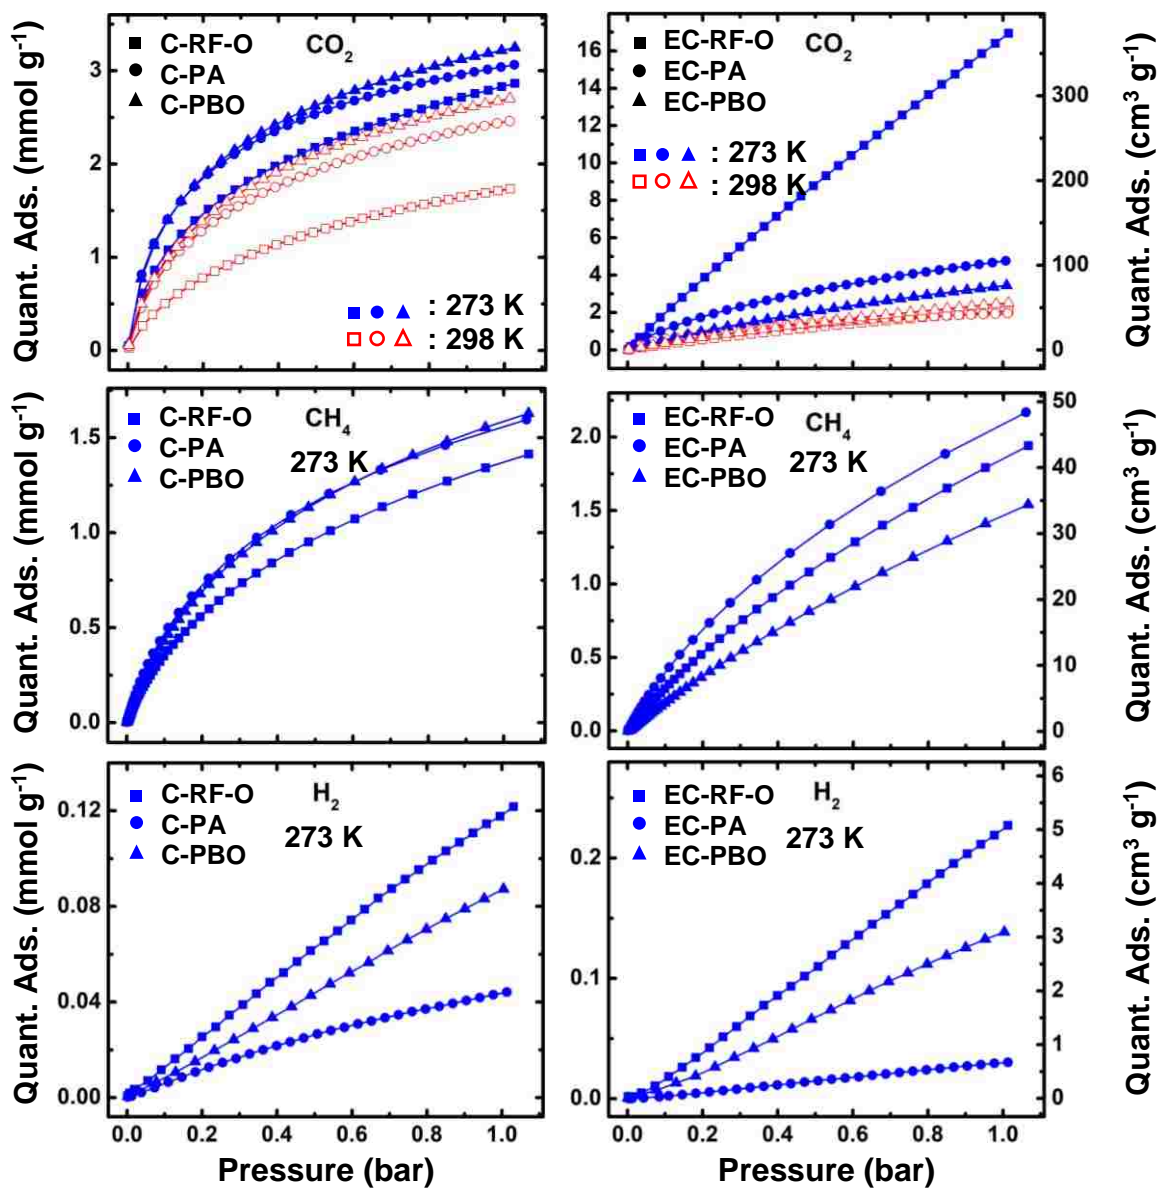 Quant. Ads. (mmol g⁻¹)
3
2
1
0
C-RF-O
C-PA
C-PBO
CO₂
: 273 K
: 298 K
16
14
12
10
8
6
4
2
0
EC-RF-O
EC-PA
EC-PBO
CO₂
: 273 K
: 298 K
300
200
100
0
Quant. Ads. (cm³ g⁻¹)
Quant. Ads. (mmol g⁻¹)
1.5
1.0
0.5
0.0
C-RF-O
C-PA
C-PBO
CH₄
273 K
2.0
1.5
1.0
0.5
0.0
EC-RF-O
EC-PA
EC-PBO
CH₄
273 K
50
40
30
20
10
0
Quant. Ads. (cm³ g⁻¹)
Quant. Ads. (mmol g⁻¹)
0.12
0.08
0.04
0.00
C-RF-O
C-PA
C-PBO
H₂
273 K
0.0 0.2 0.4 0.6 0.8 1.0
Pressure (bar)
0.2
0.1
0.0
EC-RF-O
EC-PA
EC-PBO
H₂
273 K
6
5
4
3
2
1
0
Quant. Ads. (cm³ g⁻¹)
0.0 0.2 0.4 0.6 0.8 1.0
Pressure (bar)